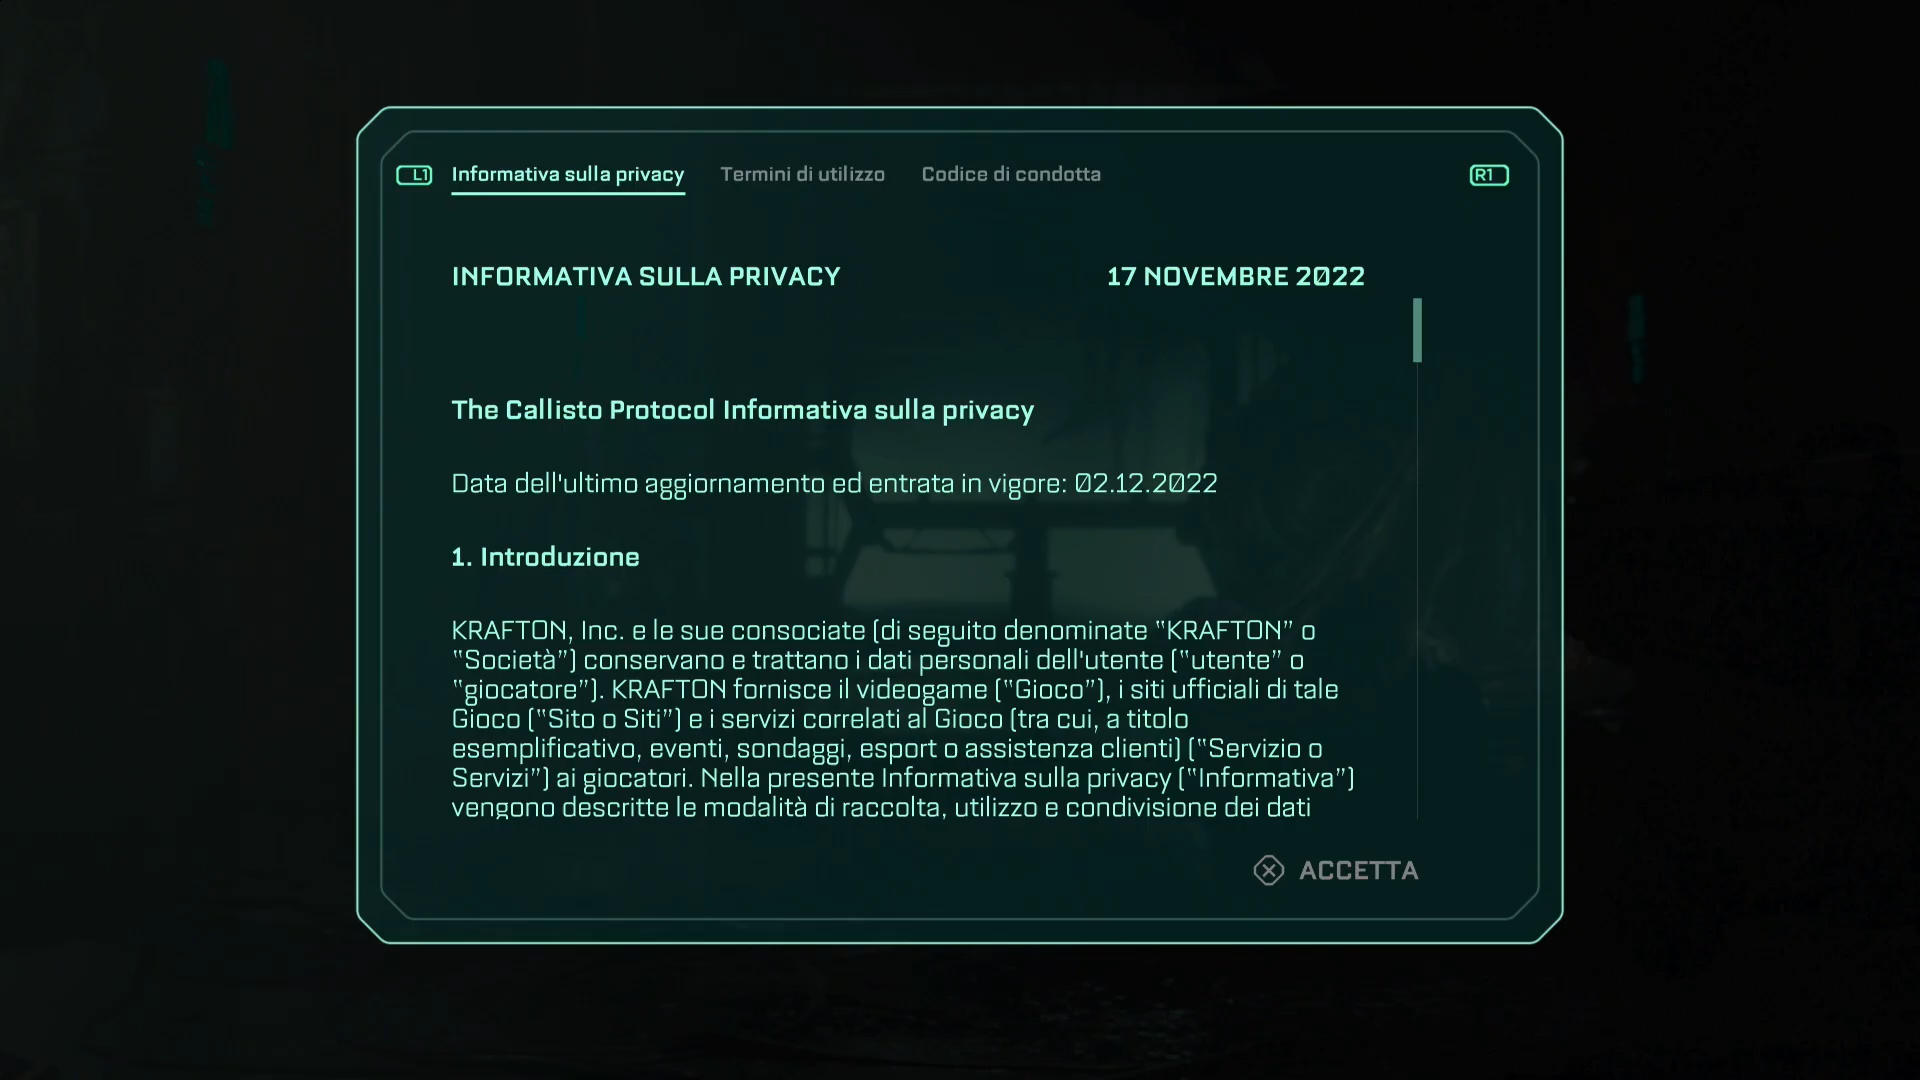 L1 Informativa sulla privacy Termini di utilizzo Codice di condotta R1
INFORMATIVA SULLA PRIVACY 17 NOVEMBRE 2022
The Callisto Protocol Informativa sulla privacy
Data dell'ultimo aggiornamento ed entrata in vigore: 02.12.2022
1. Introduzione
KRAFTON, Inc. e le sue consociate (di seguito denominate “KRAFTON” o
“Società”) conservano e trattano i dati personali dell'utente (“utente” o
“giocatore”). KRAFTON fornisce il videogame (“Gioco”), i siti ufficiali di tale
Gioco (“Sito o Siti”) e i servizi correlati al Gioco (tra cui, a titolo
esemplificativo, eventi, sondaggi, esport o assistenza clienti) (“Servizio o
Servizi”) ai giocatori. Nella presente Informativa sulla privacy (“Informativa”)
vengono descritte le modalità di raccolta, utilizzo e condivisione dei dati
ACCETTA